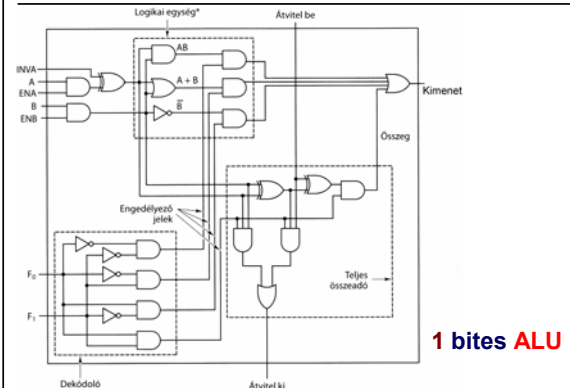 Logikai egység*
Átvitel be
AB
INVA
A
ENA
A + B
Kimenet
B
ENB
B̅
Összeg
Engedélyező
jelek
F₀
Teljes
összeadó
F₁
1 bites ALU
Dekódoló
Átvitel ki